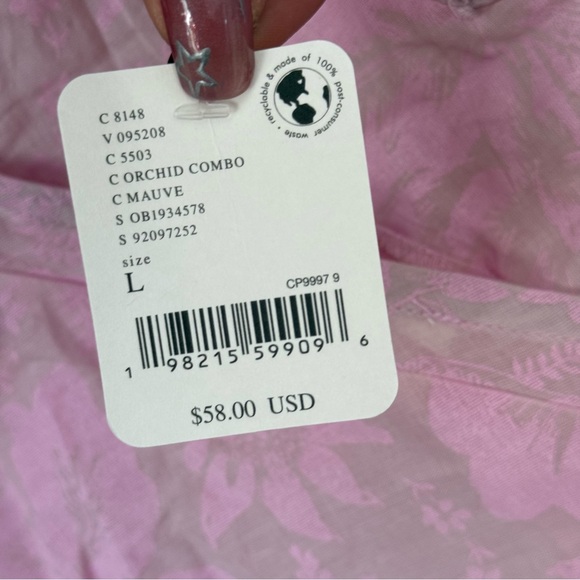 recyclable & made of 100% post-consumer waste •
C 8148
V 095208
C 5503
C ORCHID COMBO
C MAUVE
S OB1934578
S 92097252
size
L
CP9997 9
1 98215 59909 6
$58.00 USD